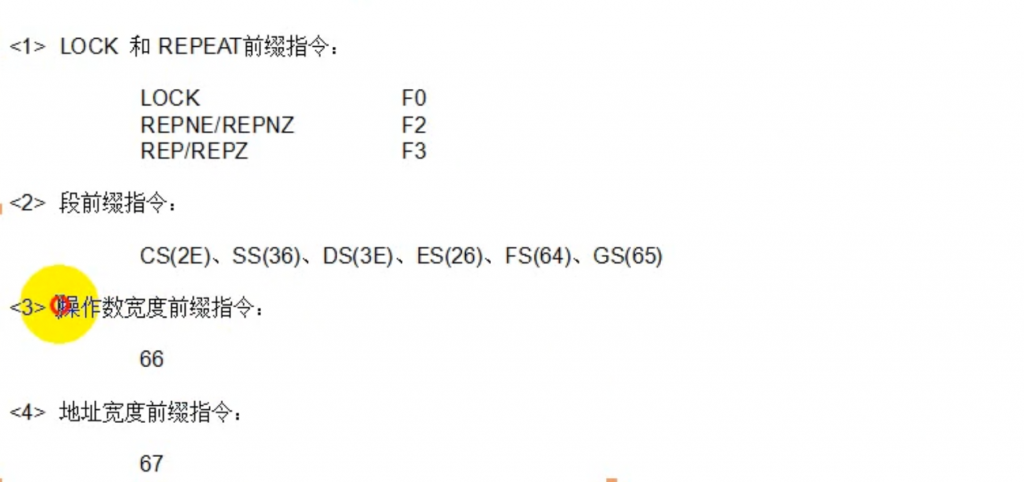 <1> LOCK 和 REPEAT前缀指令：
LOCK F0
REPNE/REPNZ F2
REP/REPZ F3
<2> 段前缀指令：
CS(2E)、SS(36)、DS(3E)、ES(26)、FS(64)、GS(65)
<3> 操作数宽度前缀指令：
66
<4> 地址宽度前缀指令：
67